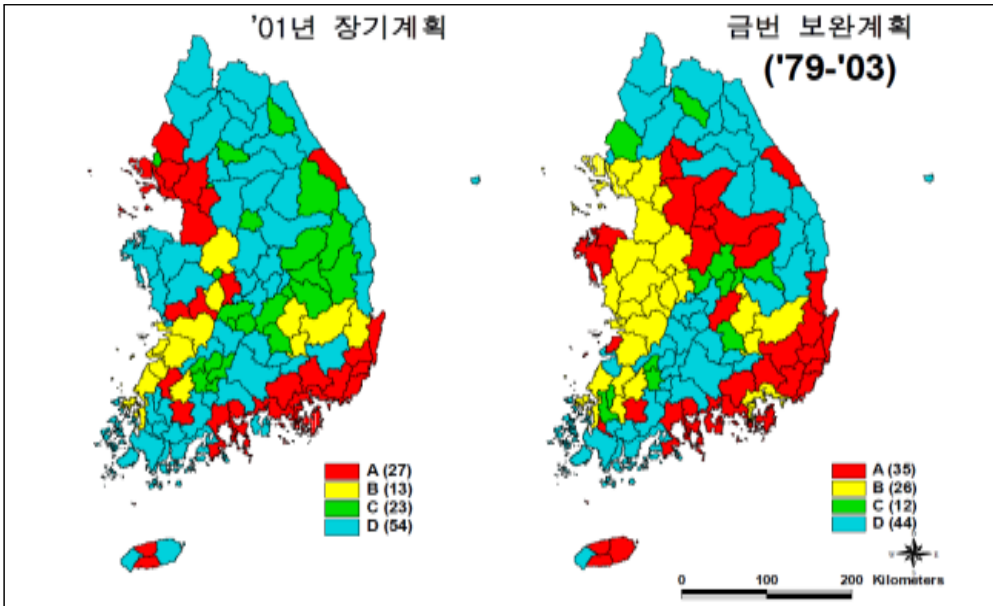 '01년 장기계획
금번 보완계획
('79-'03)
A (27)
B (13)
C (23)
D (54)
A (35)
B (26)
C (12)
D (44)
0 100 200 Kilometers